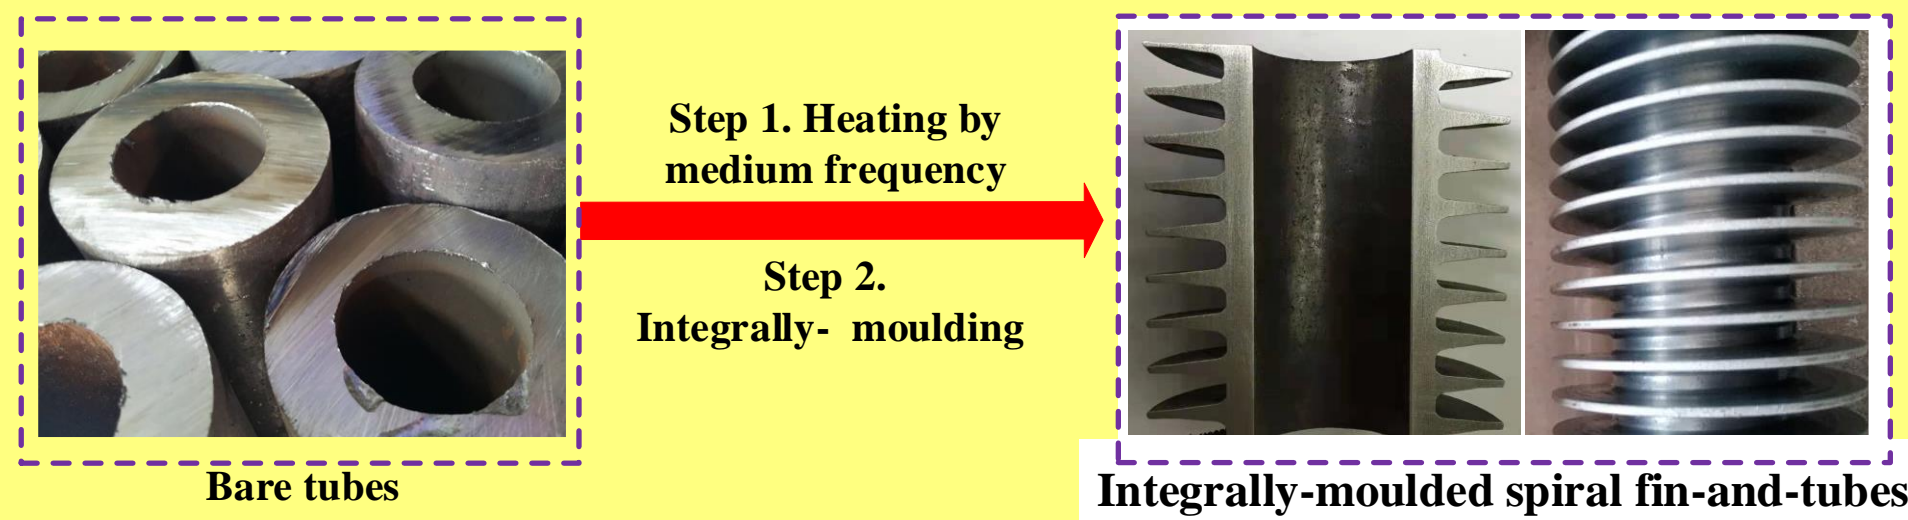 Step 1. Heating by
medium frequency
Step 2.
Integrally- moulding
Bare tubes
Integrally-moulded spiral fin-and-tubes